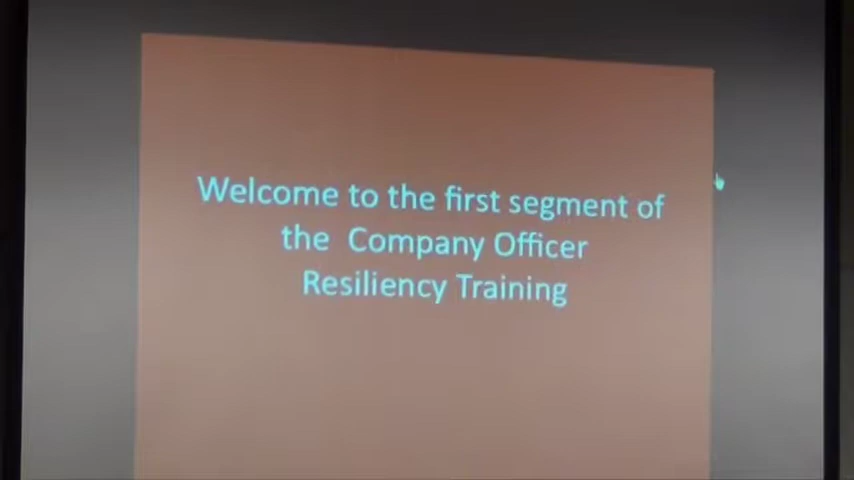 Welcome to the first segment of
the Company Officer
Resiliency Training